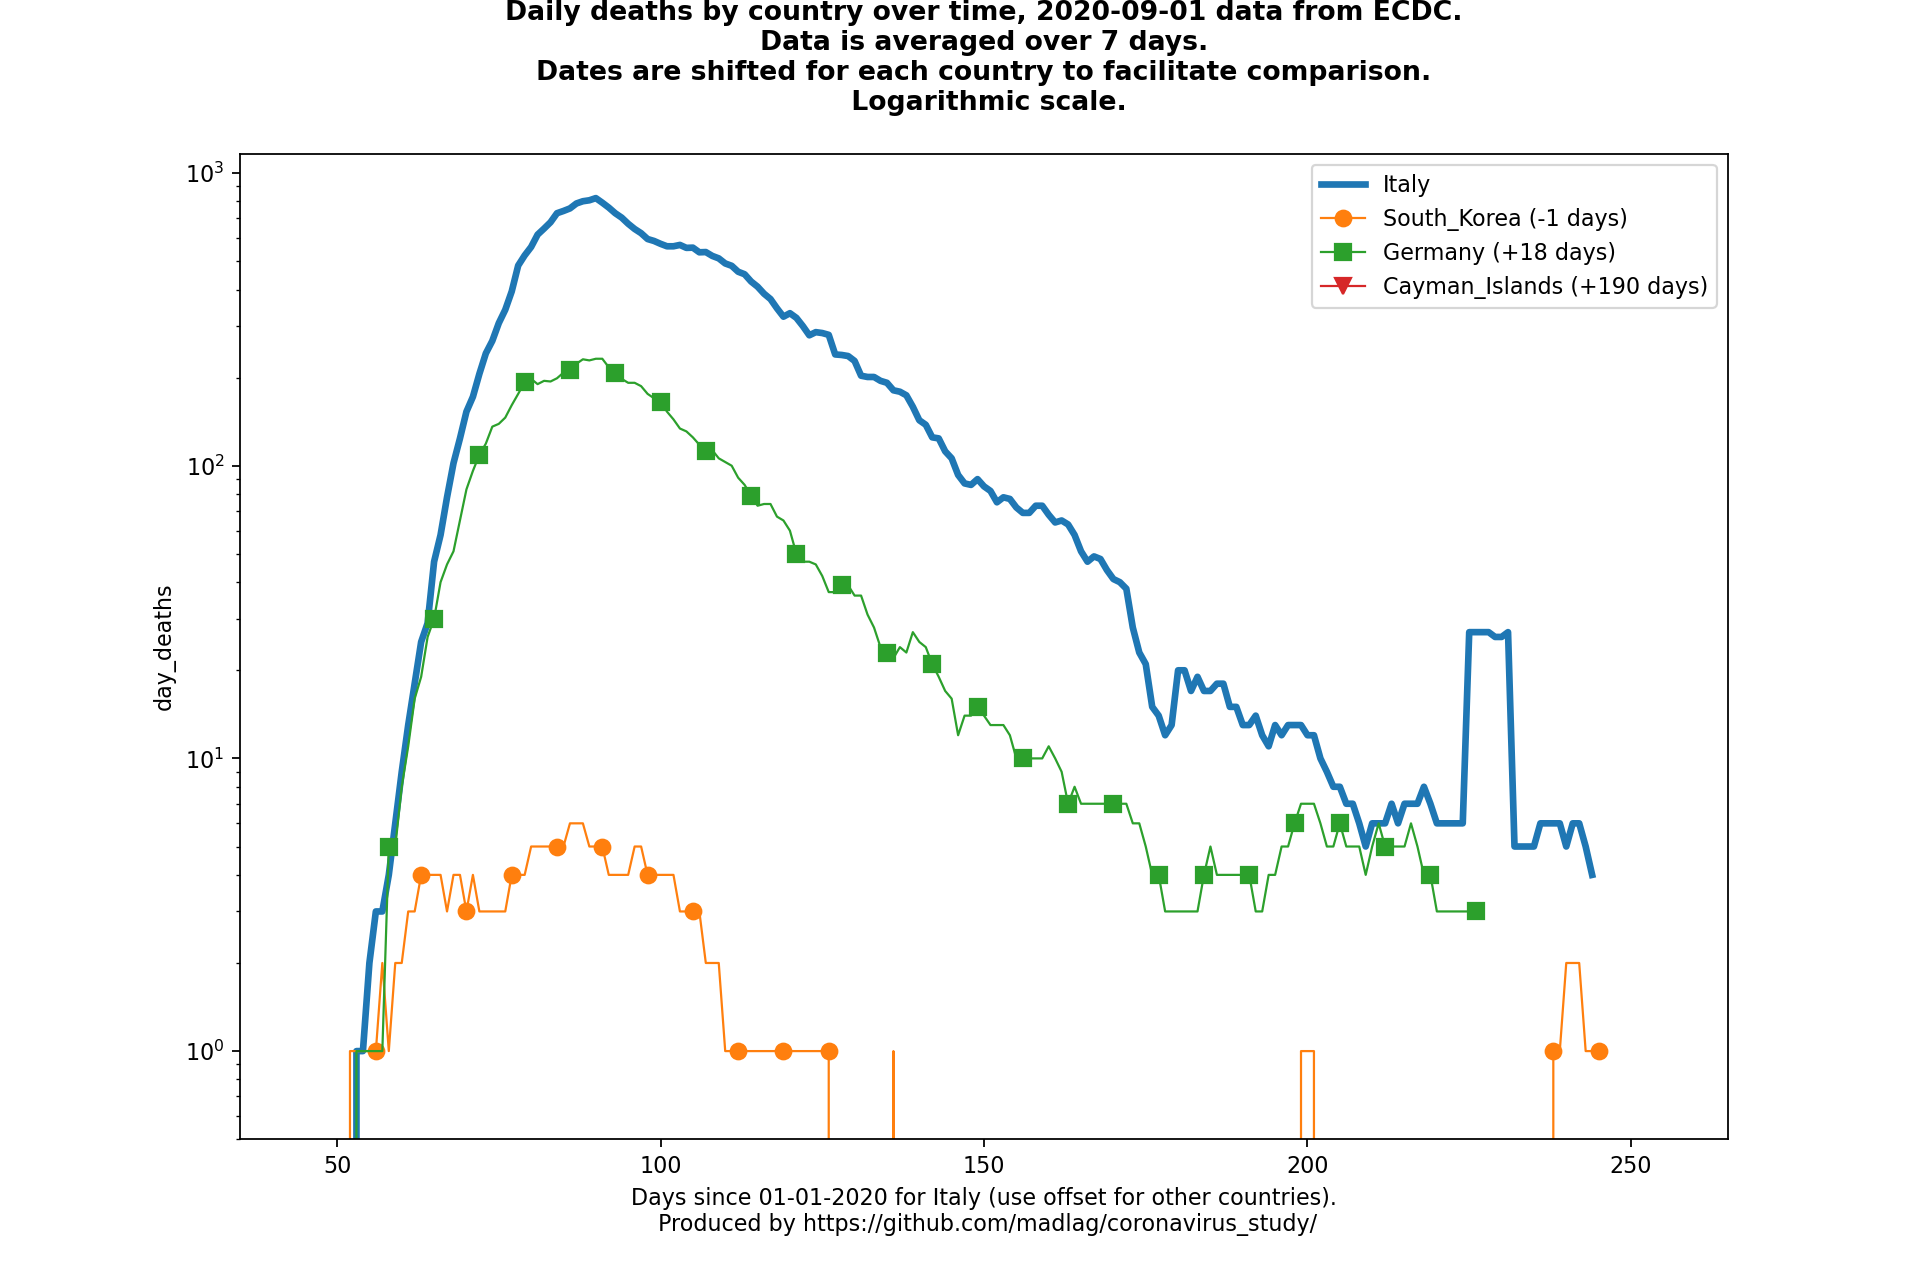 Daily deaths by country over time, 2020-09-01 data from ECDC.
Data is averaged over 7 days.
Dates are shifted for each country to facilitate comparison.
Logarithmic scale.
10³
10²
10¹
10⁰
day_deaths
Italy
South_Korea (-1 days)
Germany (+18 days)
Cayman_Islands (+190 days)
50 100 150 200 250
Days since 01-01-2020 for Italy (use offset for other countries).
Produced by https://github.com/madlag/coronavirus_study/